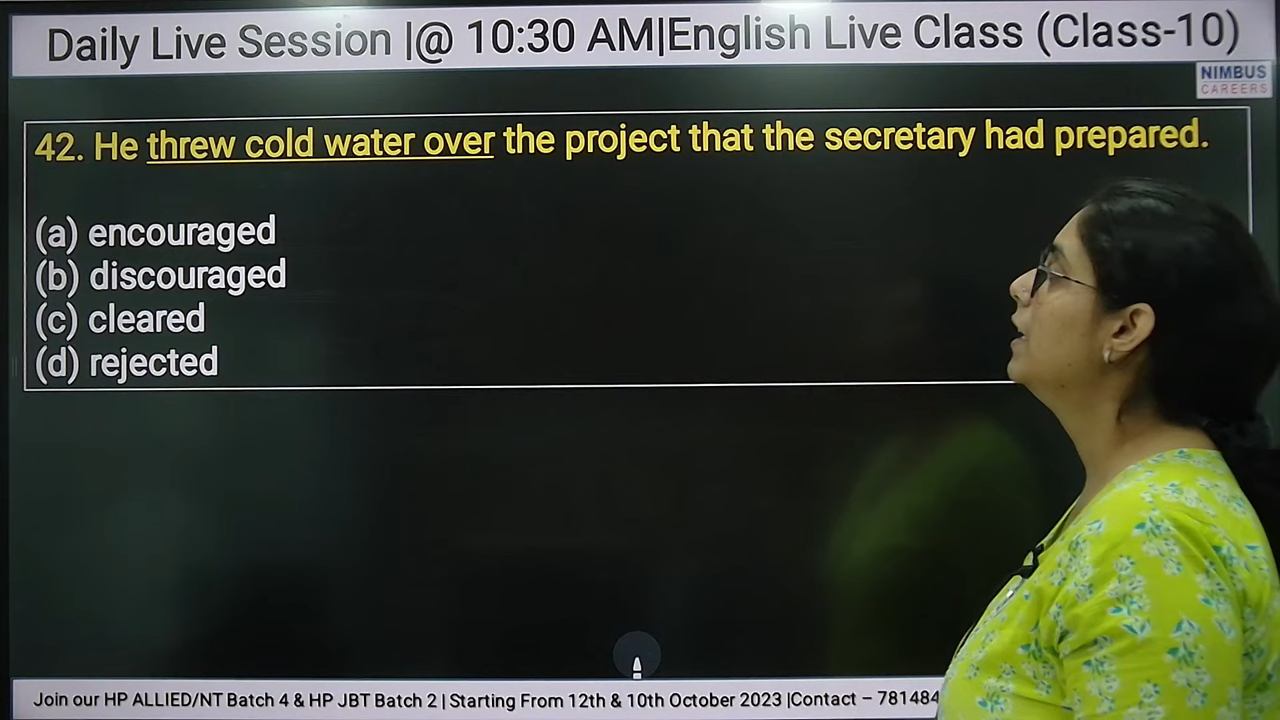 Daily Live Session |@ 10:30 AM|English Live Class (Class-10)
NIMBUS
CAREERS
42. He threw cold water over the project that the secretary had prepared.
(a) encouraged
(b) discouraged
(c) cleared
(d) rejected
Join our HP ALLIED/NT Batch 4 & HP JBT Batch 2 | Starting From 12th & 10th October 2023 |Contact – 781484